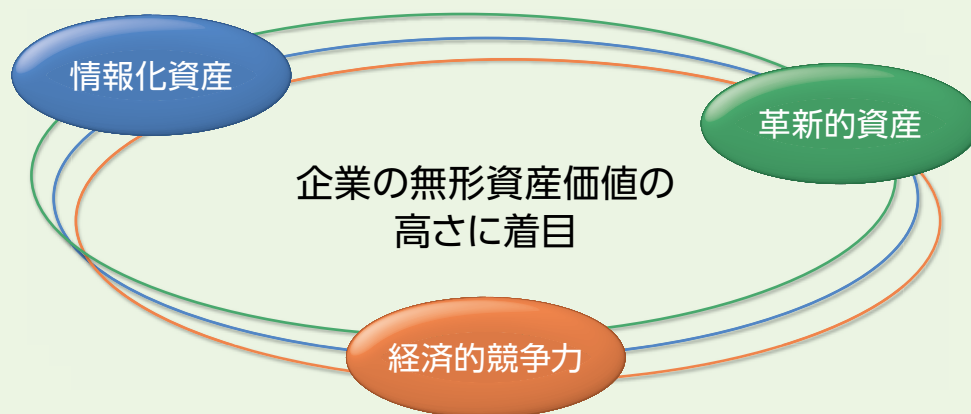 情報化資産
革新的資産
企業の無形資産価値の
高さに着目
経済的競争力